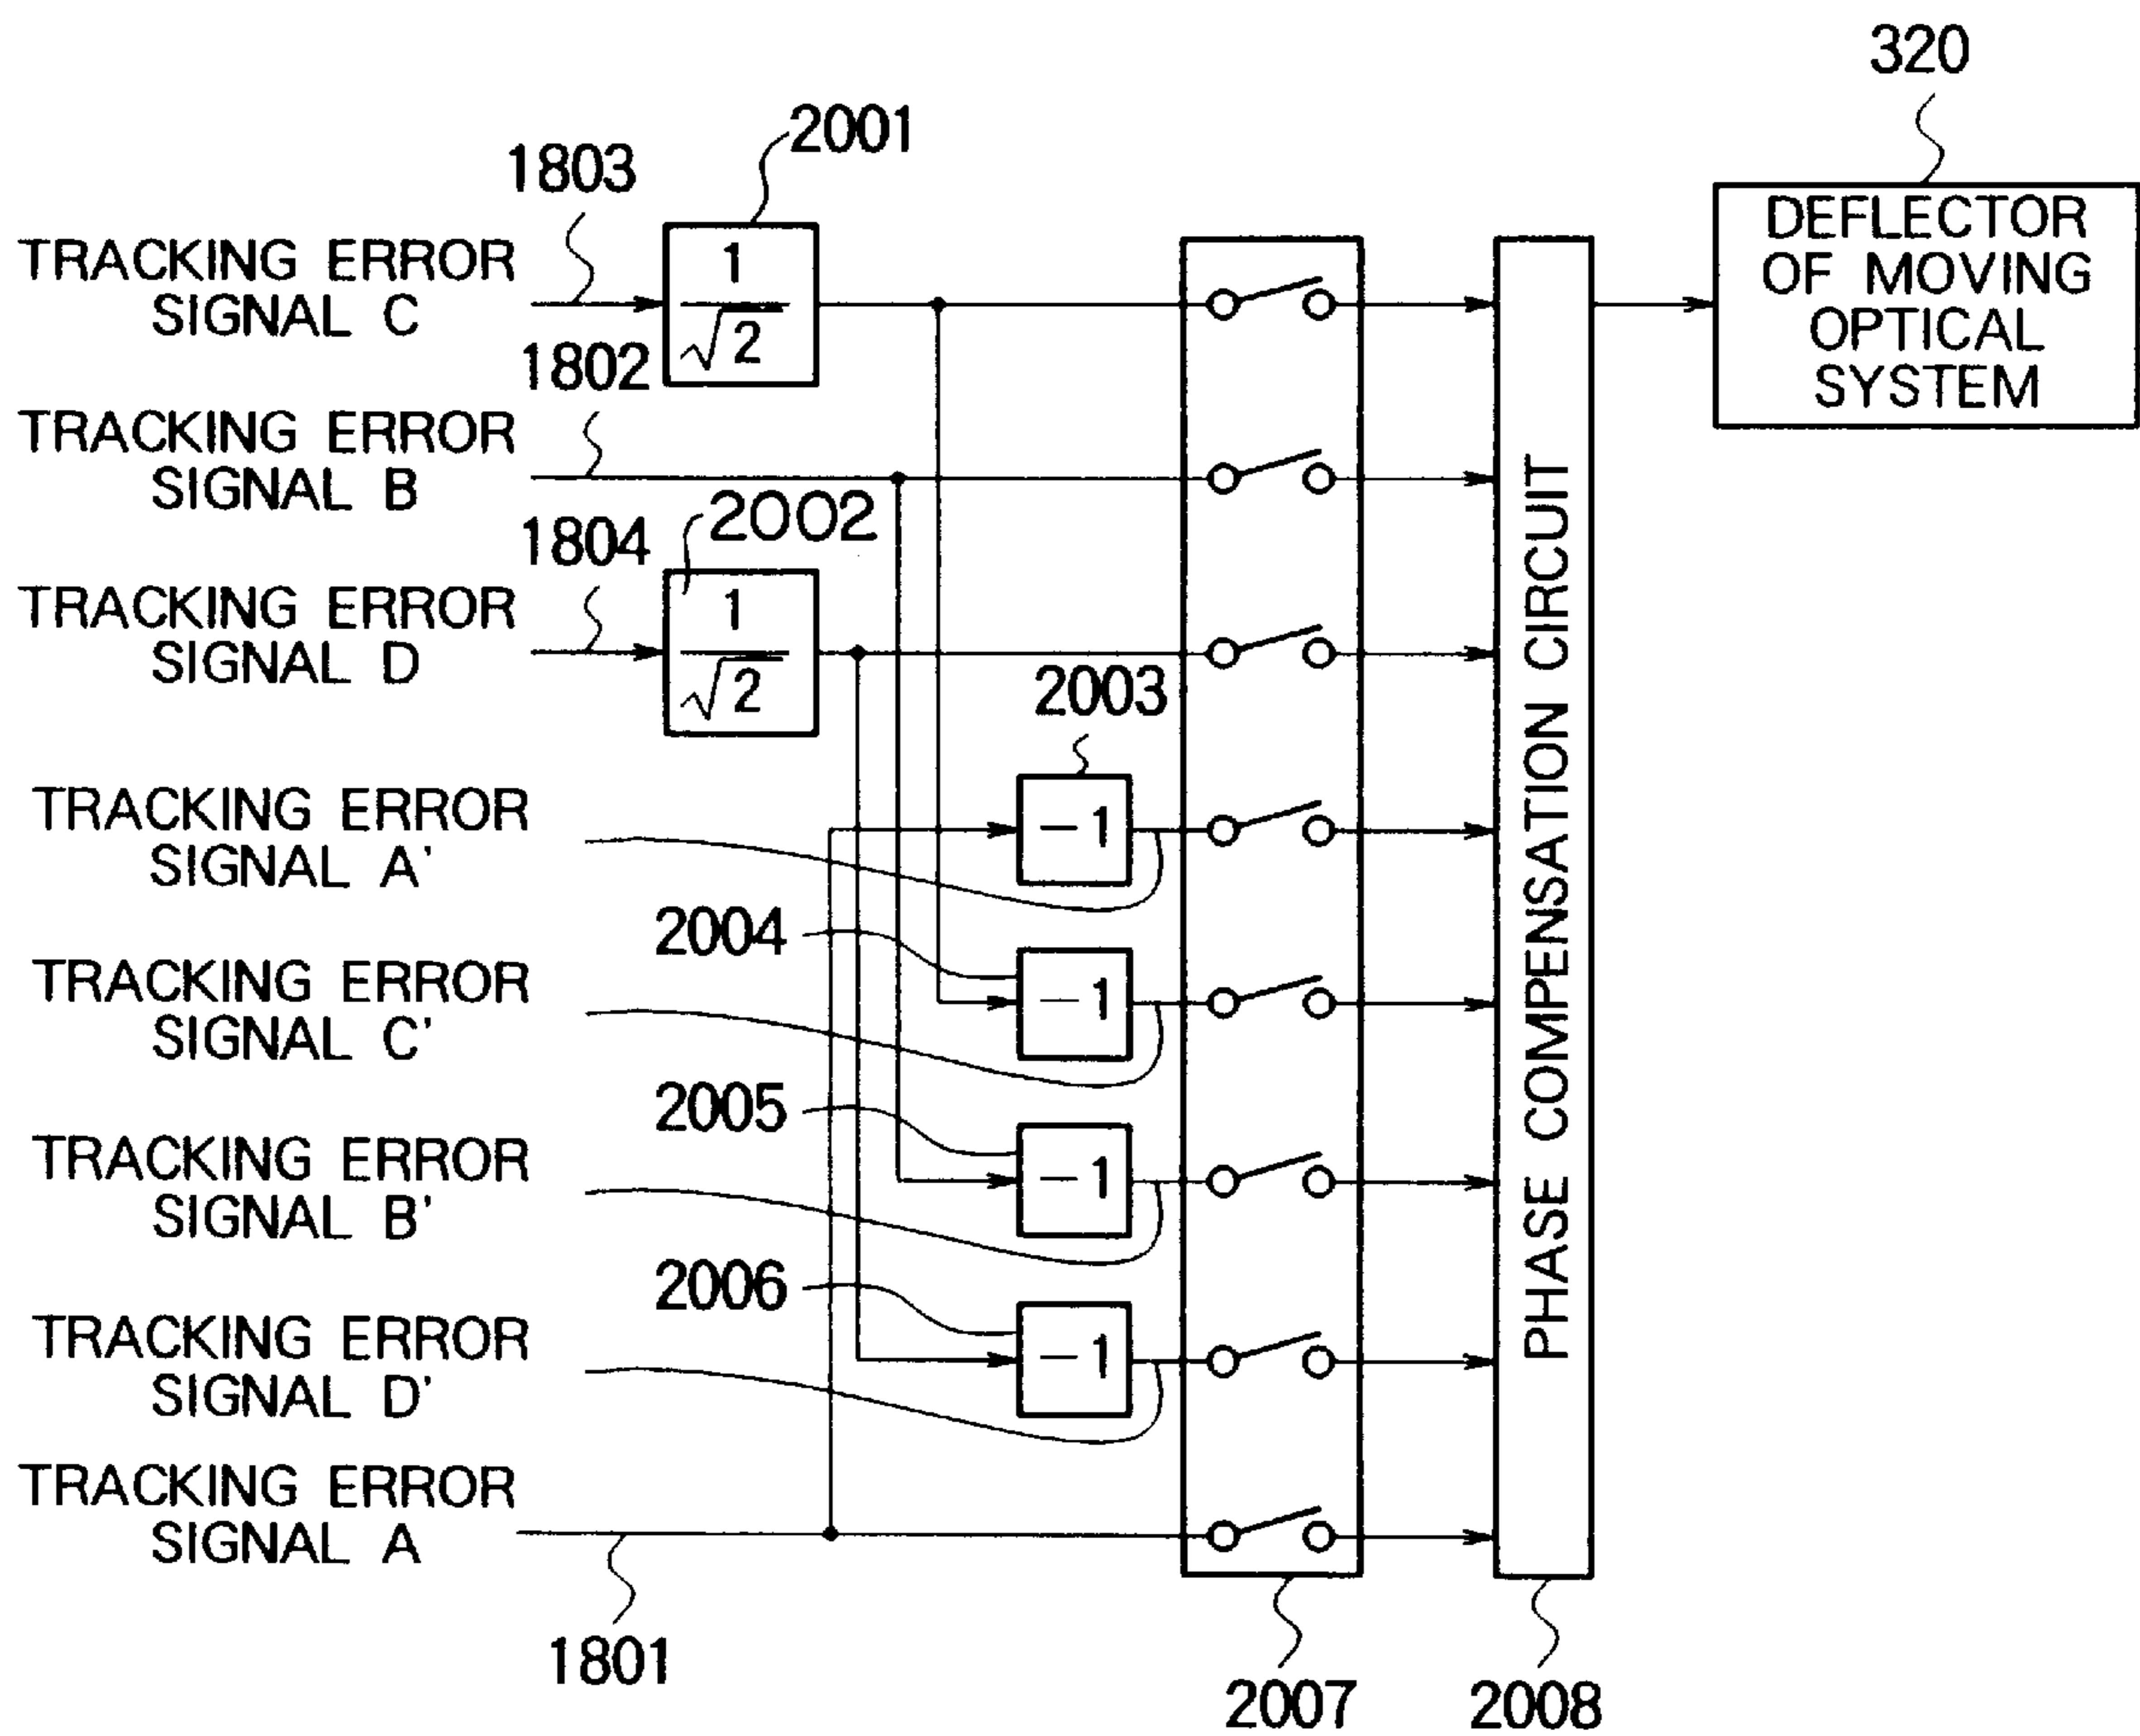 320
2001
1803
TRACKING ERROR
SIGNAL C
1
√2
DEFLECTOR
OF MOVING
OPTICAL
SYSTEM
1802
TRACKING ERROR
SIGNAL B
2002
1804
TRACKING ERROR
SIGNAL D
1
√2
2003
TRACKING ERROR
SIGNAL A'
−1
2004
TRACKING ERROR
SIGNAL C'
−1
2005
TRACKING ERROR
SIGNAL B'
−1
2006
TRACKING ERROR
SIGNAL D'
−1
TRACKING ERROR
SIGNAL A
PHASE COMPENSATION CIRCUIT
1801
2007
2008